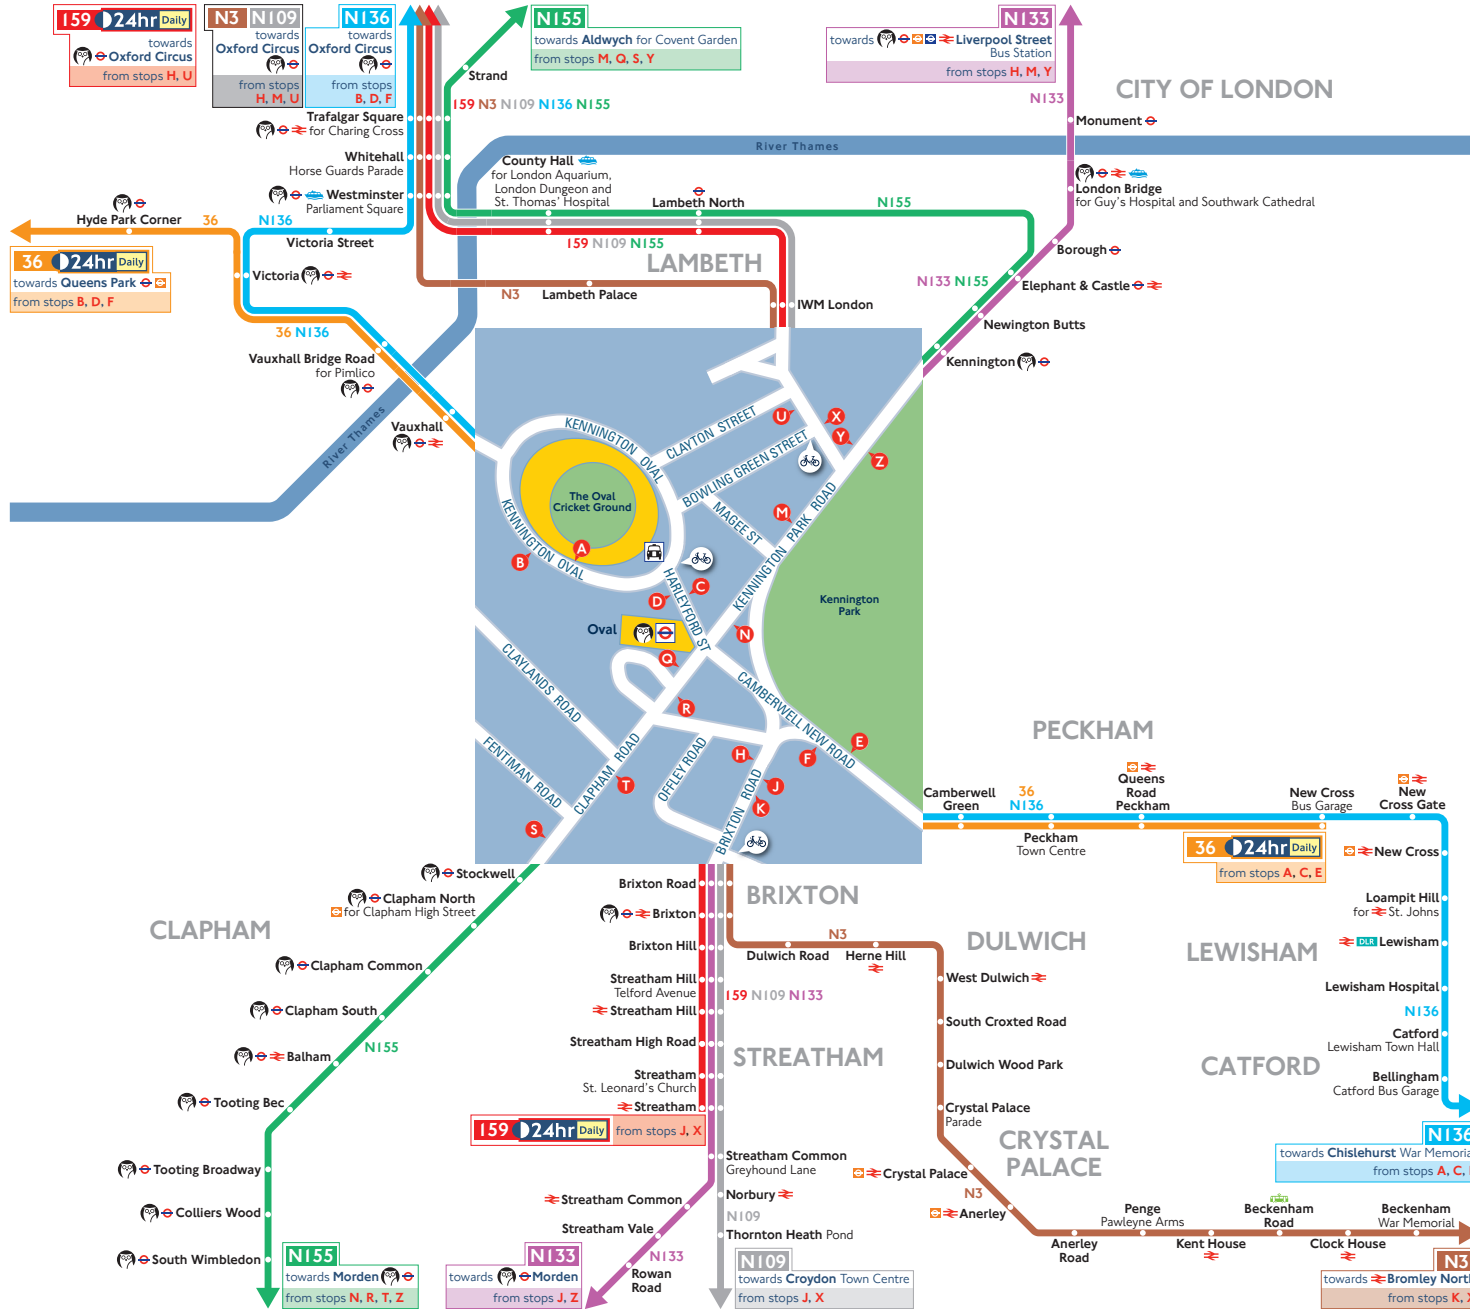 159 24hr Daily
towards
Oxford Circus
from stops H, U
N3 N109
towards
Oxford Circus
from stops
H, M, U
N136
towards
Oxford Circus
from stops
B, D, F
N155
towards Aldwych for Covent Garden
from stops M, Q, S, Y
N133
towards Liverpool Street
Bus Station
from stops H, M, Y
CITY OF LONDON
Strand
159 N3 N109 N136 N155
N133
Trafalgar Square
for Charing Cross
Monument
River Thames
Whitehall
Horse Guards Parade
County Hall
for London Aquarium,
London Dungeon and
St. Thomas' Hospital
Westminster
Parliament Square
Lambeth North
N155
London Bridge
for Guy's Hospital and Southwark Cathedral
Hyde Park Corner
36
N136
Victoria Street
159 N109 N155
LAMBETH
Borough
36 24hr Daily
towards Queens Park
from stops B, D, F
Victoria
N133 N155
Elephant & Castle
N3
Lambeth Palace
IWM London
Newington Butts
36 N136
Vauxhall Bridge Road
for Pimlico
Kennington
Vauxhall
River Thames
KENNINGTON OVAL
CLAYTON STREET
BOWLING GREEN STREET
U
X
Y
Z
The Oval
Cricket Ground
KENNINGTON OVAL
MAGEE ST
M
KENNINGTON PARK ROAD
A
B
C
D
HARLEYFORD ST
Kennington
Park
Oval
N
Q
R
CLAYLANDS ROAD
CAMBERWELL NEW ROAD
FENTIMAN ROAD
CLAPHAM ROAD
OFFLEY ROAD
BRIXTON ROAD
H
F
E
T
J
K
S
PECKHAM
Camberwell
Green
36
N136
Queens
Road
Peckham
New Cross
Bus Garage
New
Cross Gate
Peckham
Town Centre
36 24hr Daily
from stops A, C, E
New Cross
Loampit Hill
for St. Johns
DLR Lewisham
LEWISHAM
Lewisham Hospital
N136
Catford
Lewisham Town Hall
CATFORD
Bellingham
Catford Bus Garage
N136
towards Chislehurst War Memoria
from stops A, C,
Stockwell
Clapham North
for Clapham High Street
CLAPHAM
Clapham Common
Clapham South
N155
Balham
Tooting Bec
Tooting Broadway
Colliers Wood
South Wimbledon
N155
towards Morden
from stops N, R, T, Z
Brixton Road
BRIXTON
Brixton
Brixton Hill
N3
Dulwich Road
Herne Hill
DULWICH
Streatham Hill
Telford Avenue
159 N109 N133
West Dulwich
Streatham Hill
South Croxted Road
Streatham High Road
STREATHAM
Dulwich Wood Park
Streatham
St. Leonard's Church
Streatham
Crystal Palace
Parade
159 24hr Daily
from stops J, X
CRYSTAL
PALACE
Streatham Common
Greyhound Lane
Crystal Palace
Streatham Common
Norbury
N3
Anerley
N109
Streatham Vale
Thornton Heath Pond
N133
towards Morden
from stops J, Z
N133
Rowan
Road
N109
towards Croydon Town Centre
from stops J, X
Anerley
Road
Penge
Pawleyne Arms
Kent House
Beckenham
Road
Clock House
Beckenham
War Memorial
N3
towards Bromley North
from stops K,